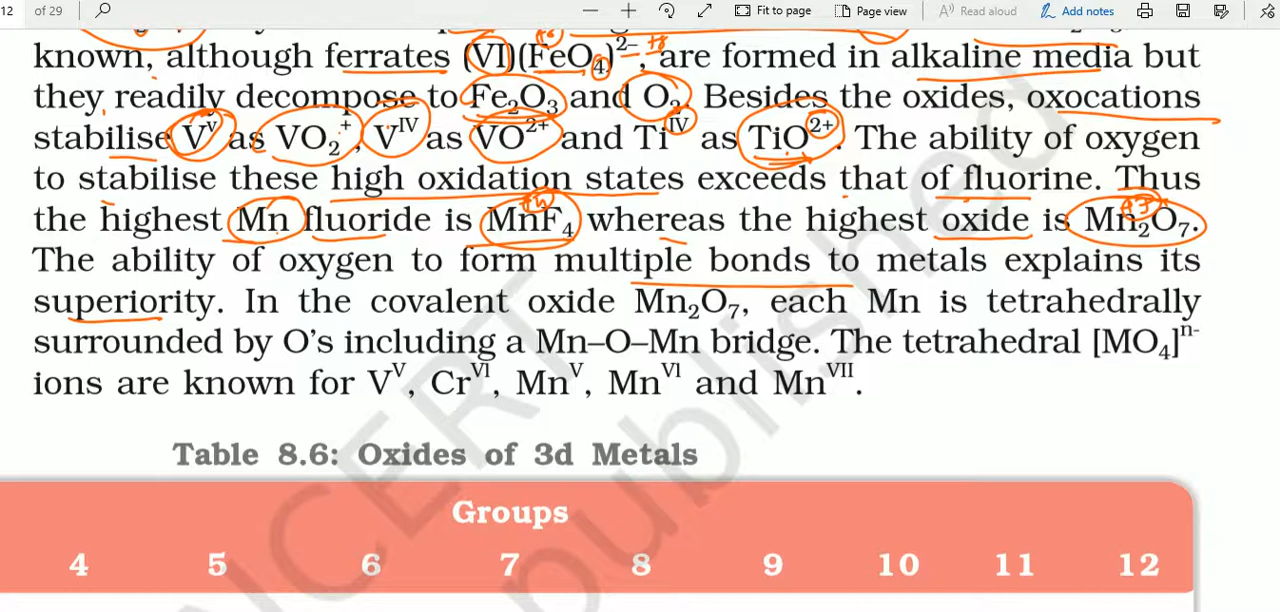 12 of 29 Fit to page Page view Read aloud Add notes
known, although ferrates (VI)(FeO₄)²⁻, are formed in alkaline media but
they readily decompose to Fe₂O₃ and O₂. Besides the oxides, oxocations
stabilise Vⱽ as VO₂⁺, Vᴵⱽ as VO²⁺ and Tiᴵⱽ as TiO²⁺. The ability of oxygen
to stabilise these high oxidation states exceeds that of fluorine. Thus
the highest Mn fluoride is MnF₄ whereas the highest oxide is Mn₂O₇.
The ability of oxygen to form multiple bonds to metals explains its
superiority. In the covalent oxide Mn₂O₇, each Mn is tetrahedrally
surrounded by O's including a Mn–O–Mn bridge. The tetrahedral [MO₄]ⁿ⁻
ions are known for Vⱽ, Crⱽᴵ, Mnⱽ, Mnⱽᴵ and Mnⱽᴵᴵ.
Table 8.6: Oxides of 3d Metals
Groups
4 5 6 7 8 9 10 11 12
NCERT
published